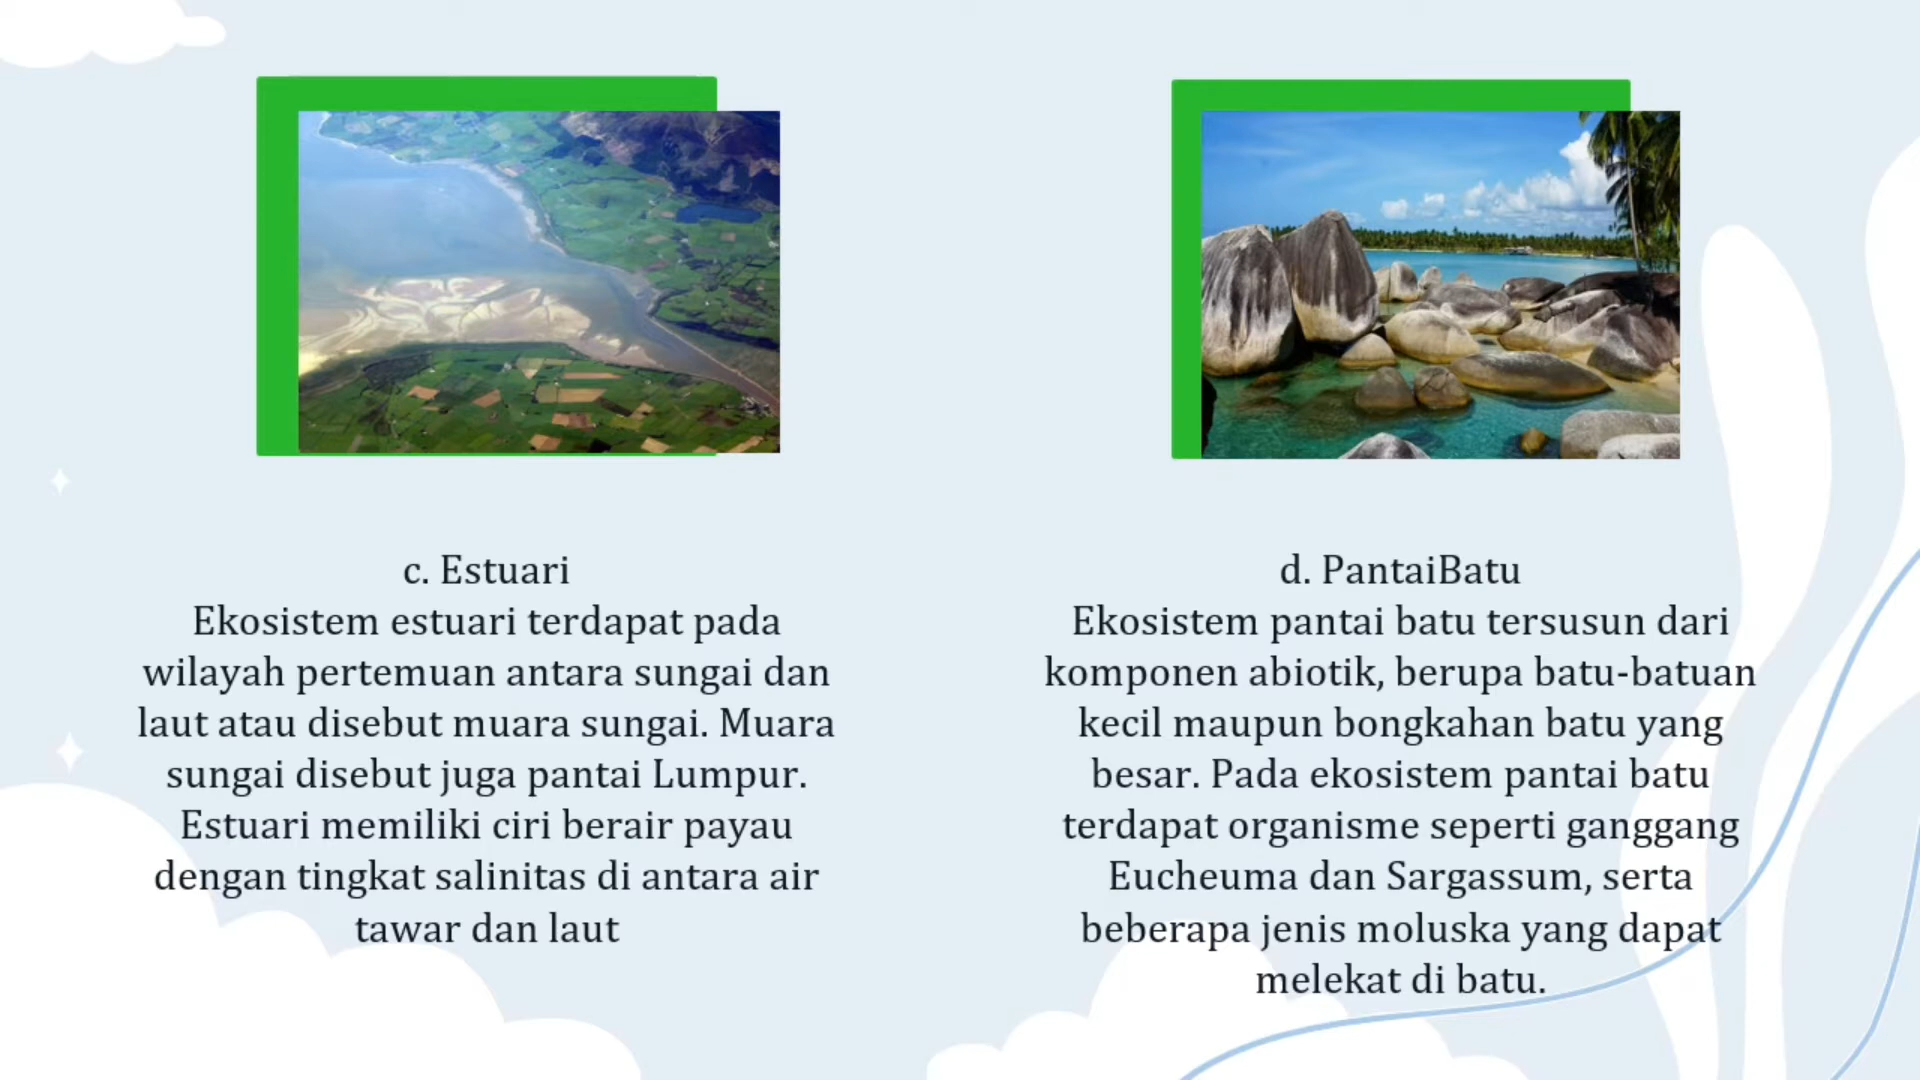 c. Estuari
Ekosistem estuari terdapat pada
wilayah pertemuan antara sungai dan
laut atau disebut muara sungai. Muara
sungai disebut juga pantai Lumpur.
Estuari memiliki ciri berair payau
dengan tingkat salinitas di antara air
tawar dan laut
d. PantaiBatu
Ekosistem pantai batu tersusun dari
komponen abiotik, berupa batu-batuan
kecil maupun bongkahan batu yang
besar. Pada ekosistem pantai batu
terdapat organisme seperti ganggang
Eucheuma dan Sargassum, serta
beberapa jenis moluska yang dapat
melekat di batu.